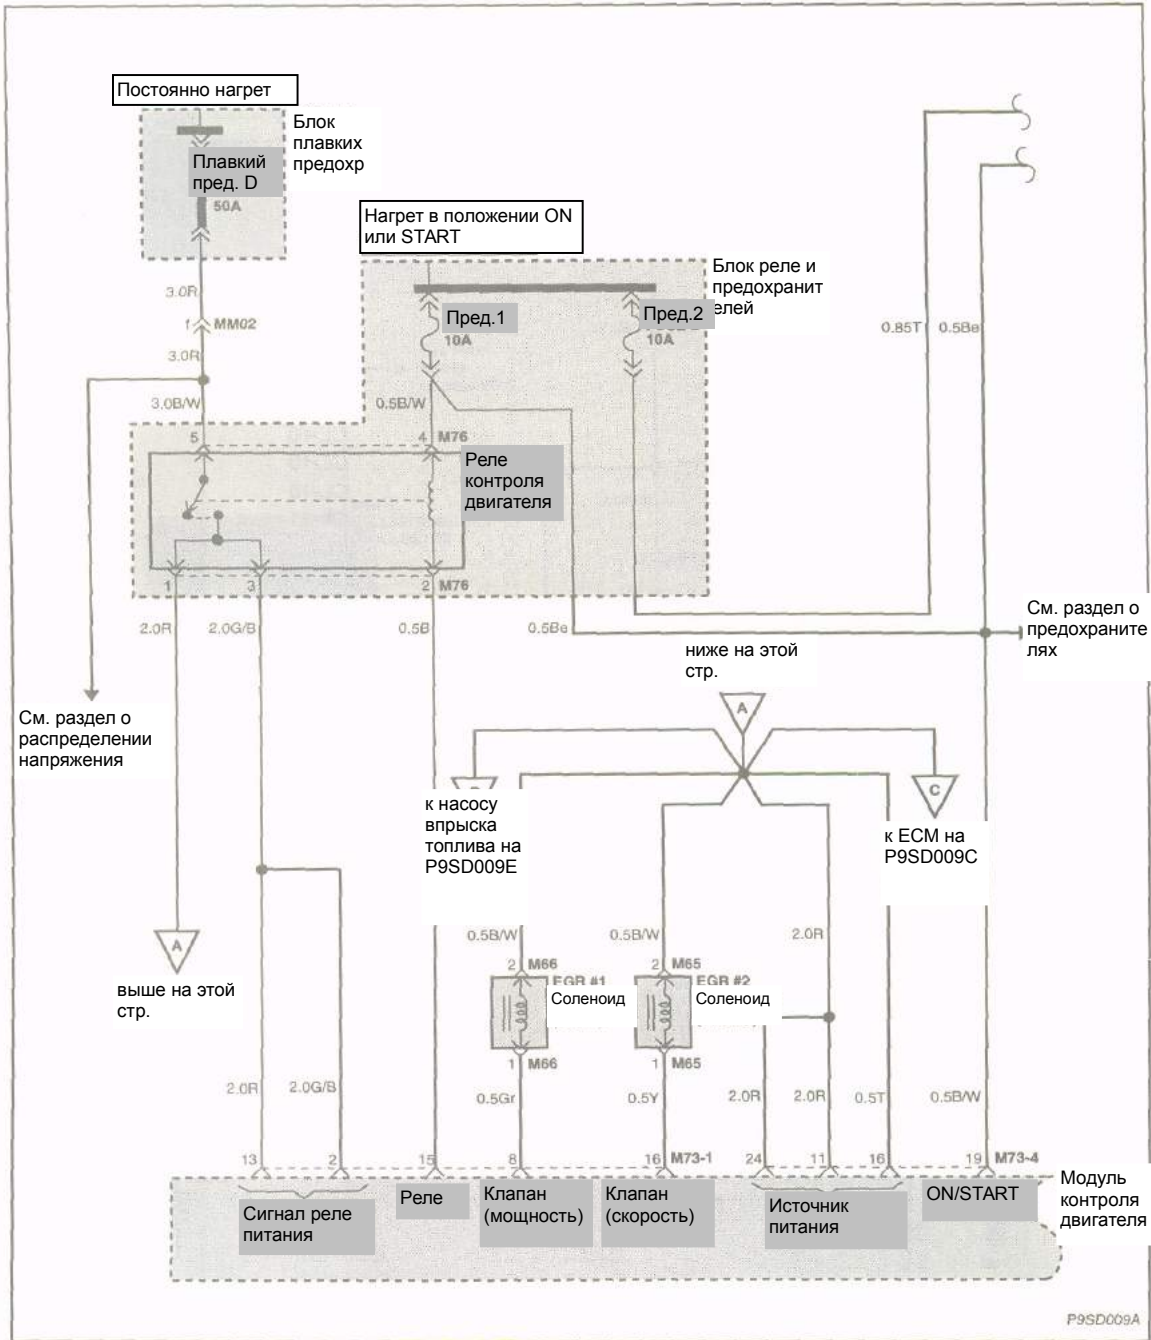 Постоянно нагрет
Блок
плавких
предохр
Плавкий
пред. D
50A
Нагрет в положении ON
или START
Блок реле и
предохранит
елей
3.0R
1 MM02
Пред.1
10A
Пред.2
10A
0.85T
0.5Be
3.0R
3.0B/W
0.5B/W
5
4 M76
Реле
контроля
двигателя
1
3
2 M76
2.0R
2.0G/B
0.5B
0.5Be
См. раздел о
предохраните
лях
ниже на этой
стр.
A
См. раздел о
распределении
напряжения
C
к насосу
впрыска
топлива на
P9SD009E
к ECM на
P9SD009C
A
0.5B/W
0.5B/W
2.0R
2 M66
2 M65
выше на этой
стр.
EGR #1
Соленоид
EGR #2
Соленоид
1 M66
1 M65
2.0R
2.0G/B
0.5Gr
0.5Y
2.0R
2.0R
0.5T
0.5B/W
13
2
15
8
16 M73-1
24
11
16
19 M73-4
Сигнал реле
питания
Реле
Клапан
(мощность)
Клапан
(скорость)
Источник
питания
ON/START
Модуль
контроля
двигателя
P9SD009A